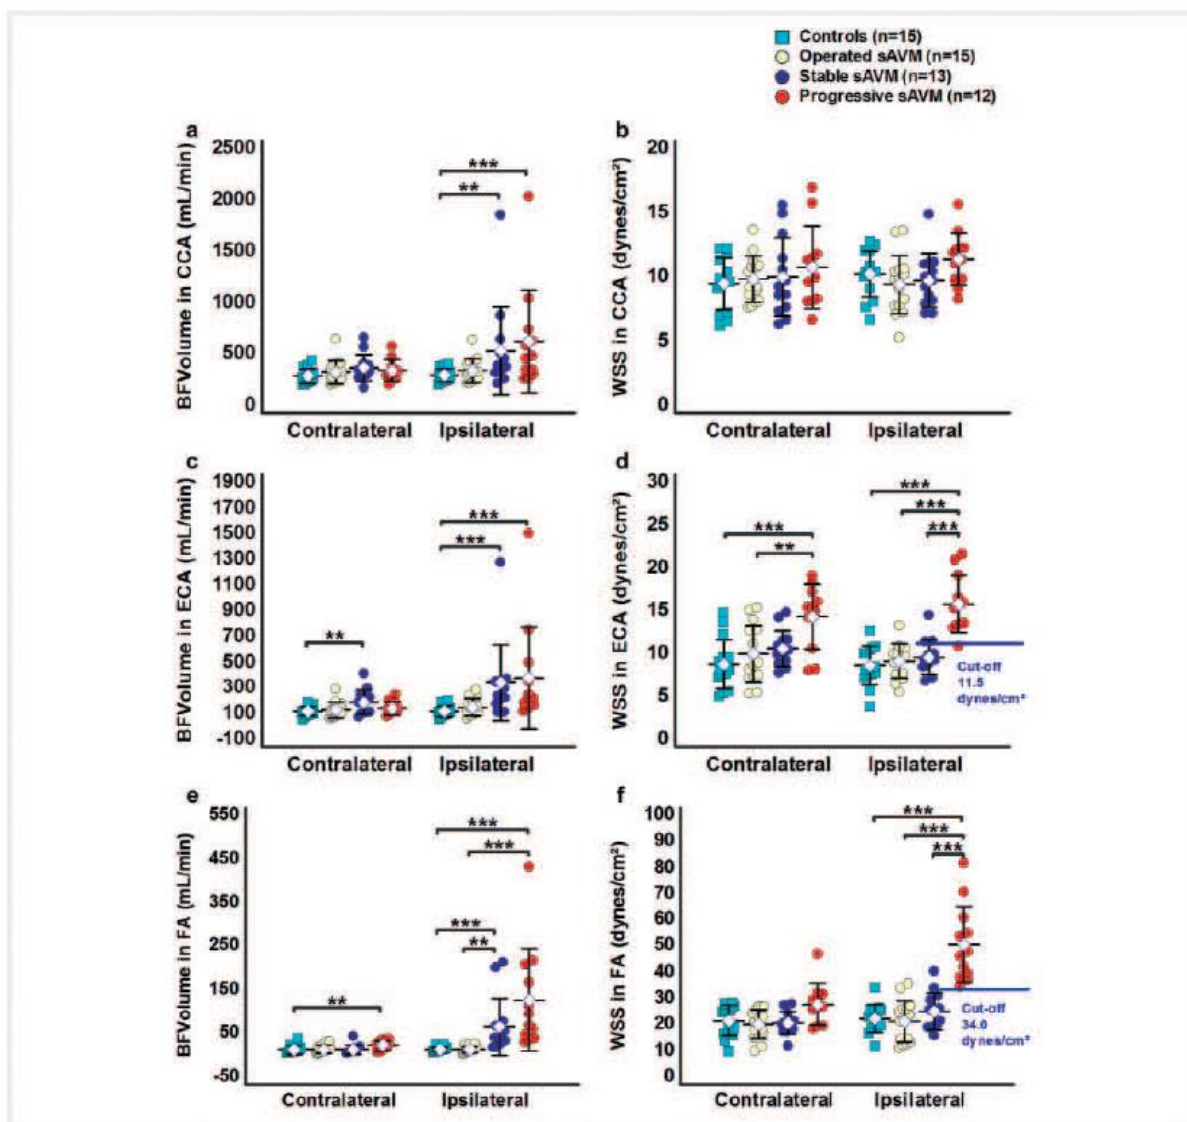 Controls (n=15)
Operated sAVM (n=15)
Stable sAVM (n=13)
Progressive sAVM (n=12)
a
BFVolume in CCA (mL/min)
2500
2000
1500
1000
500
0
***
**
Contralateral Ipsilateral
b
WSS in CCA (dynes/cm²)
20
15
10
5
0
Contralateral Ipsilateral
c
BFVolume in ECA (mL/min)
1900
1700
1500
1300
1100
900
700
500
300
100
-100
***
***
**
Contralateral Ipsilateral
d
WSS in ECA (dynes/cm²)
30
25
20
15
10
5
0
***
***
***
***
**
Cut-off
11.5
dynes/cm²
Contralateral Ipsilateral
e
BFVolume in FA (mL/min)
550
450
350
250
150
50
-50
***
***
***
**
**
Contralateral Ipsilateral
f
WSS in FA (dynes/cm²)
100
90
80
70
60
50
40
30
20
10
0
***
***
***
Cut-off
34.0
dynes/cm²
Contralateral Ipsilateral